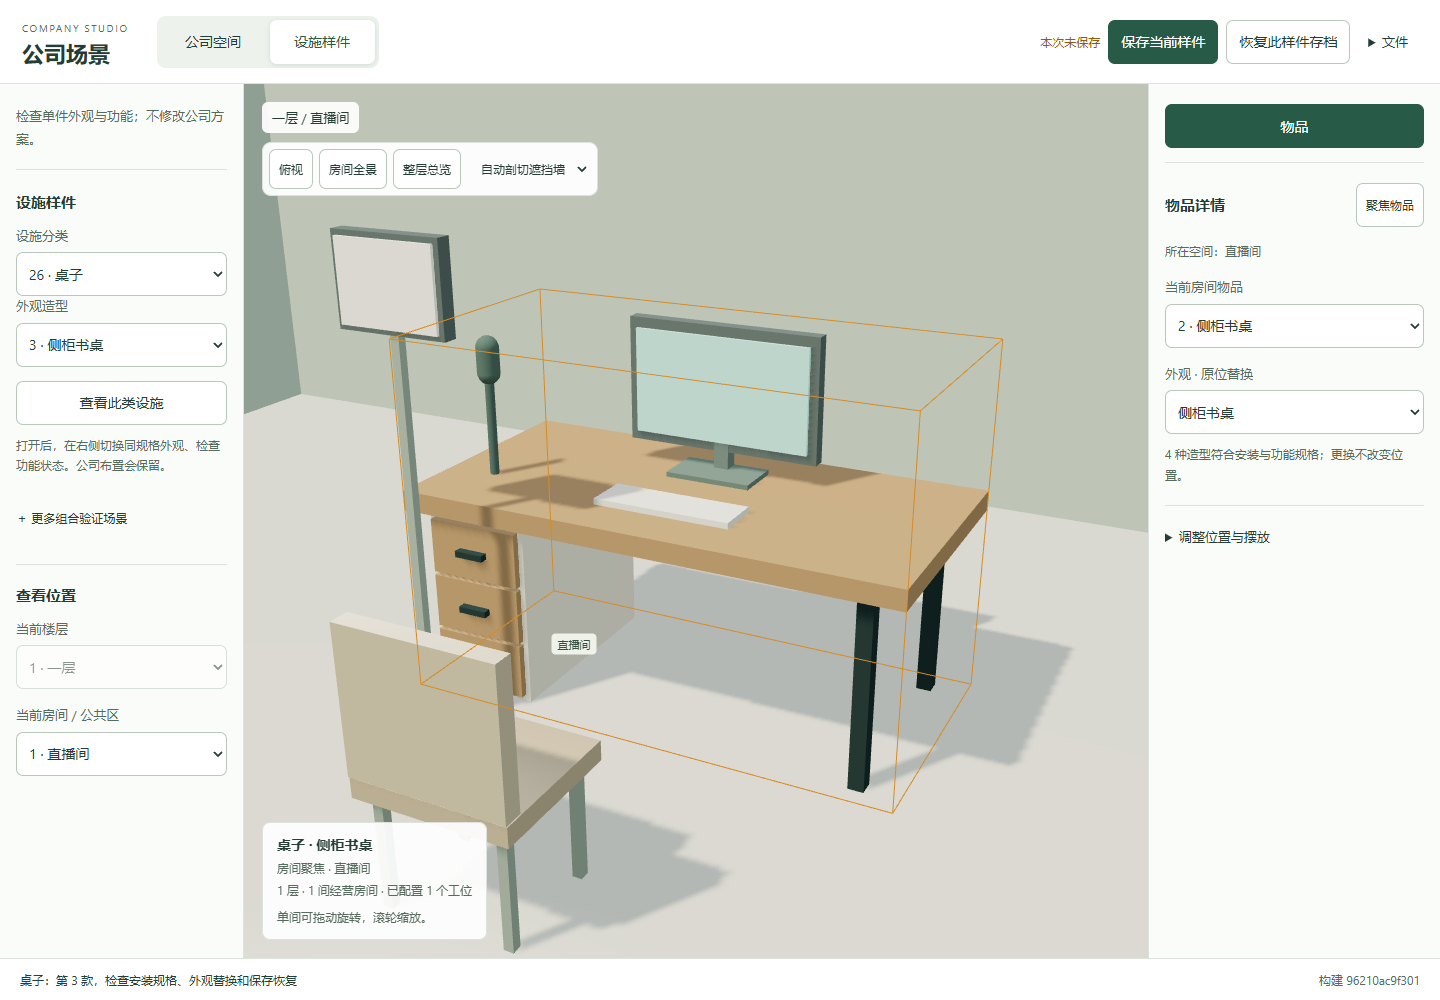 COMPANY STUDIO
公司场景
公司空间
设施样件
本次未保存
保存当前样件
恢复此样件存档
▶ 文件
检查单件外观与功能；不修改公司方
案。
设施样件
设施分类
26 · 桌子
外观造型
3 · 侧柜书桌
查看此类设施
打开后，在右侧切换同规格外观、检查
功能状态。公司布置会保留。
+ 更多组合验证场景
查看位置
当前楼层
1 · 一层
当前房间 / 公共区
1 · 直播间
一层 / 直播间
俯视
房间全景
整层总览
自动剖切遮挡墙
直播间
桌子 · 侧柜书桌
房间聚焦 · 直播间
1 层 · 1 间经营房间 · 已配置 1 个工位
单间可拖动旋转，滚轮缩放。
物品
物品详情
聚焦物品
所在空间：直播间
当前房间物品
2 · 侧柜书桌
外观 · 原位替换
侧柜书桌
4 种造型符合安装与功能规格；更换不改变位
置。
▶ 调整位置与摆放
桌子：第 3 款，检查安装规格、外观替换和保存恢复
构建 96210ac9f301